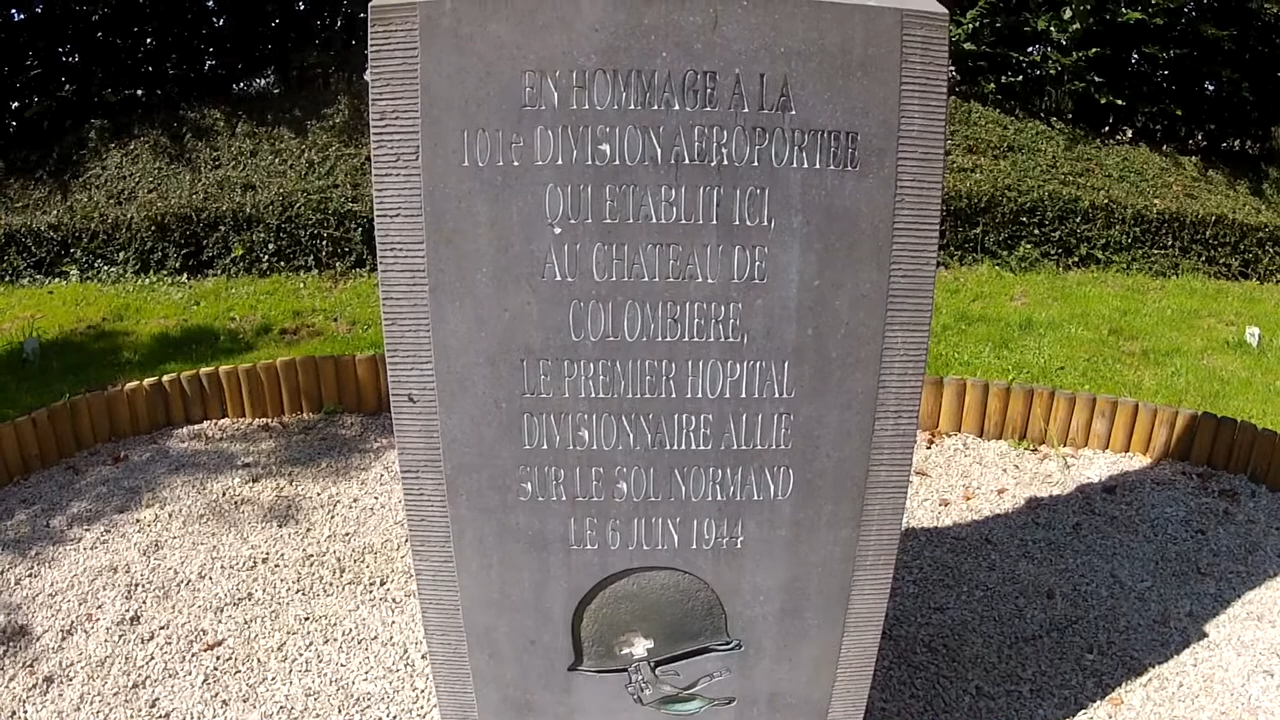 EN HOMMAGE A LA
101e DIVISION AEROPORTEE
QUI ETABLIT ICI,
AU CHATEAU DE
COLOMBIERE,
LE PREMIER HOPITAL
DIVISIONNAIRE ALLIE
SUR LE SOL NORMAND
LE 6 JUIN 1944